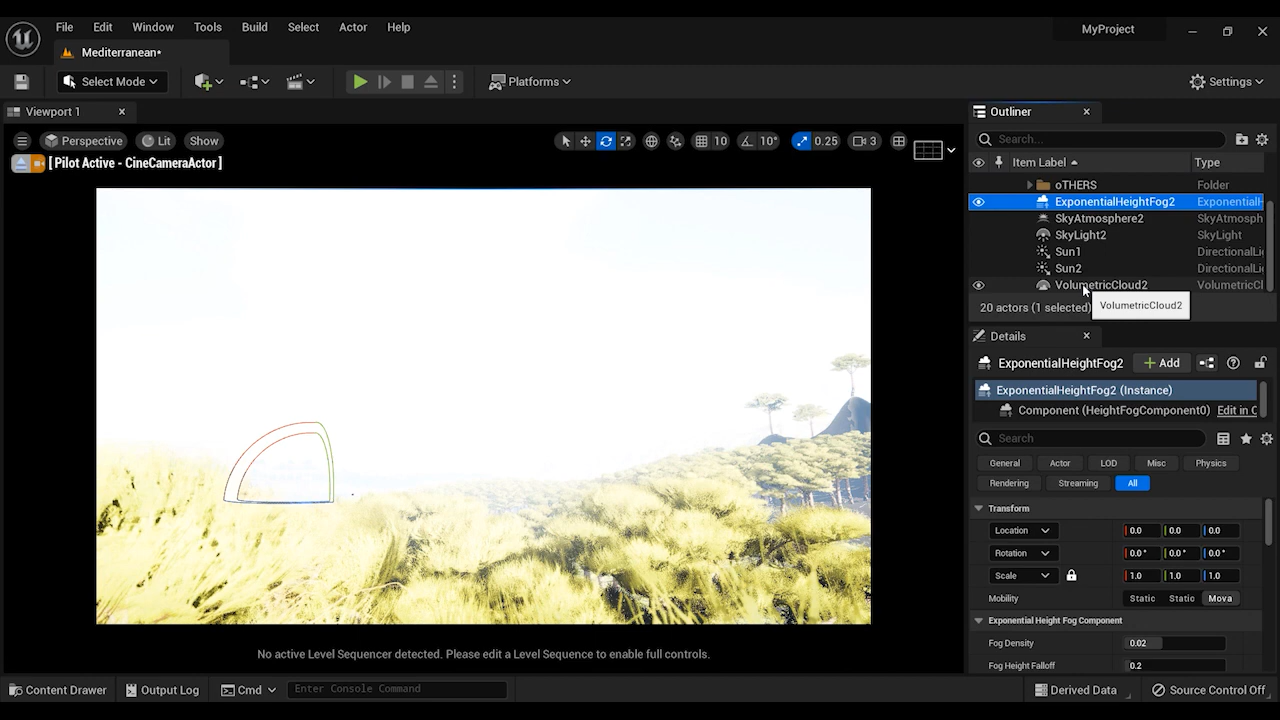 File Edit Window Tools Build Select Actor Help
MyProject
Mediterranean*
Select Mode
Platforms
Settings
Viewport 1
Outliner
Perspective Lit Show
10 10° 0.25 3
[ Pilot Active - CineCameraActor ]
Search...
Item Label Type
oTHERS Folder
ExponentialHeightFog2 ExponentialH
SkyAtmosphere2 SkyAtmosph
SkyLight2 SkyLight
Sun1 DirectionalLi
Sun2 DirectionalLi
VolumetricCloud2 VolumetricCl
20 actors (1 selected)
VolumetricCloud2
Details
ExponentialHeightFog2
Add
ExponentialHeightFog2 (Instance)
Component (HeightFogComponent0) Edit in C
Search
General Actor LOD Misc Physics
Rendering Streaming All
Transform
Location 0.0 0.0 0.0
Rotation 0.0° 0.0° 0.0°
Scale 1.0 1.0 1.0
Mobility Static Static Mova
Exponential Height Fog Component
Fog Density 0.02
Fog Height Falloff 0.2
No active Level Sequencer detected. Please edit a Level Sequence to enable full controls.
Content Drawer Output Log Cmd Enter Console Command
Derived Data Source Control Off